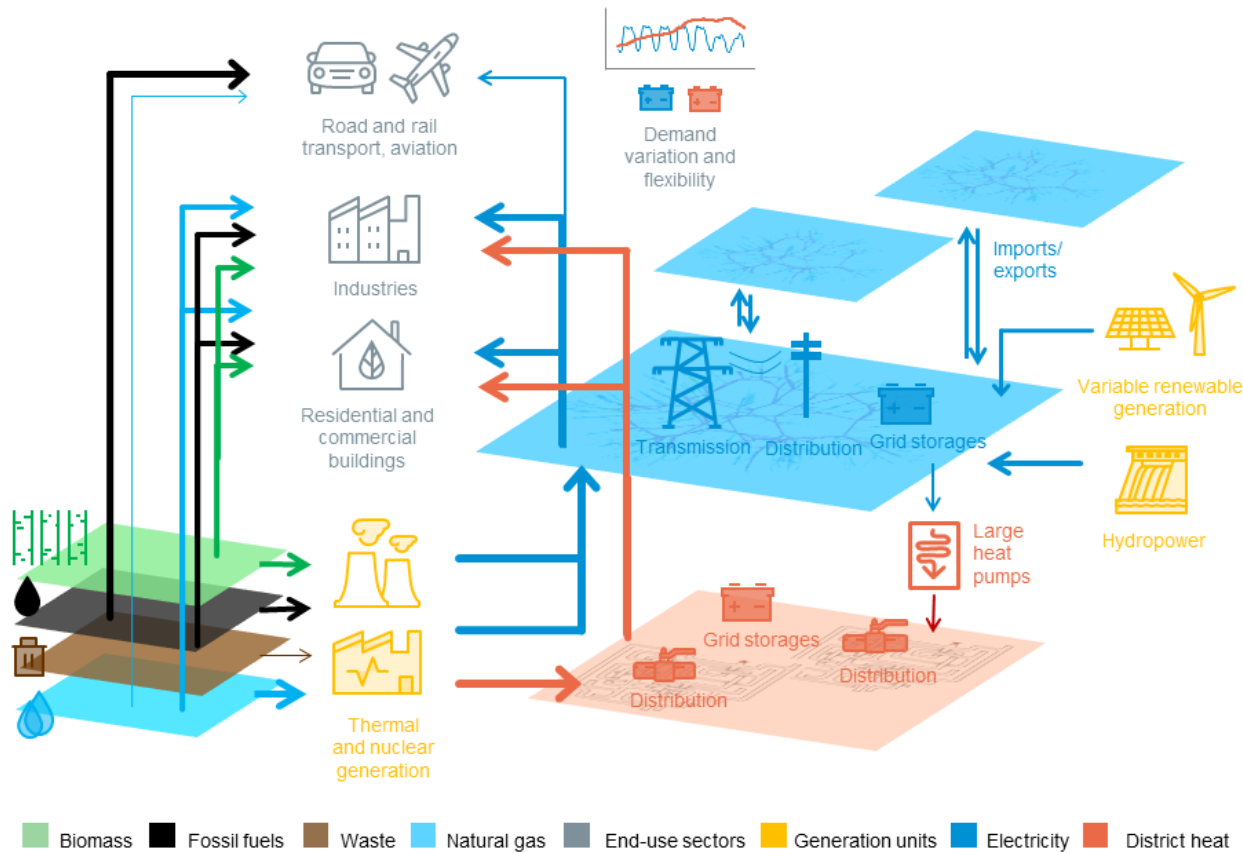 Road and rail
transport, aviation
Demand
variation and
flexibility
Industries
Imports/
exports
Residential and
commercial
buildings
Transmission
Distribution
Grid storages
Variable renewable
generation
Hydropower
Large
heat
pumps
Grid storages
Distribution
Distribution
Thermal
and nuclear
generation
Biomass
Fossil fuels
Waste
Natural gas
End-use sectors
Generation units
Electricity
District heat